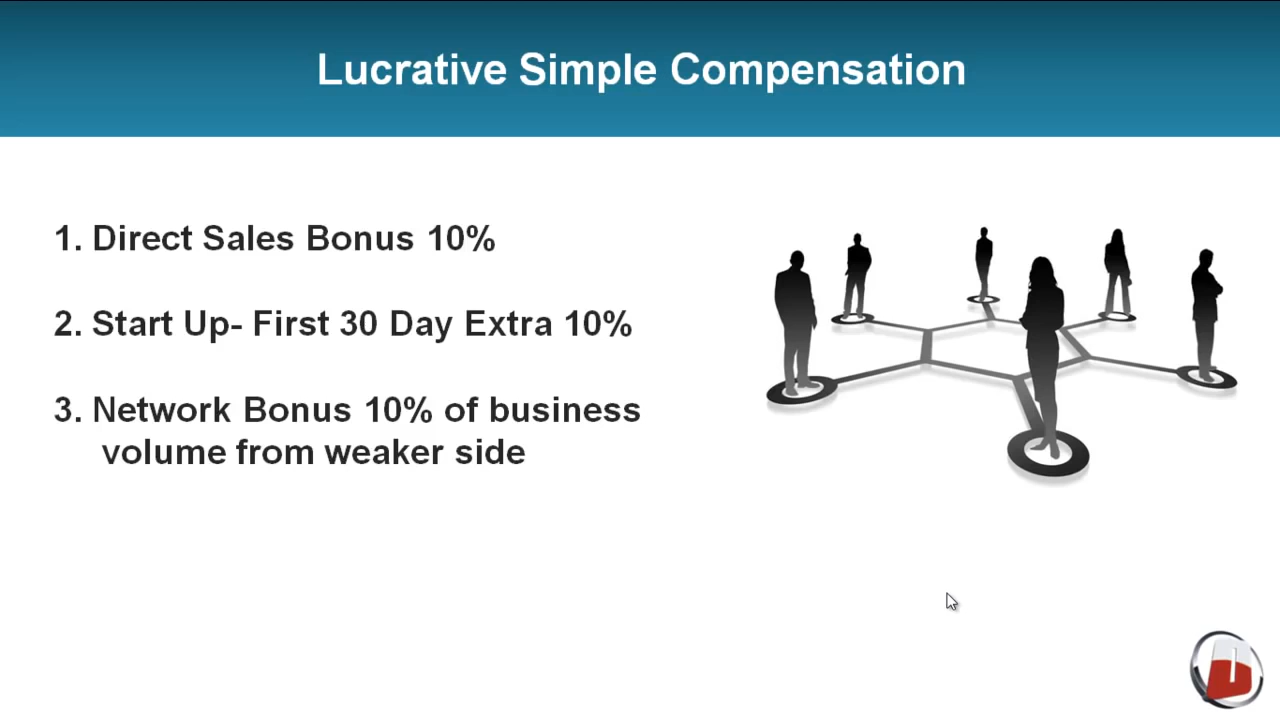 Lucrative Simple Compensation
1. Direct Sales Bonus 10%
2. Start Up- First 30 Day Extra 10%
3. Network Bonus 10% of business
volume from weaker side